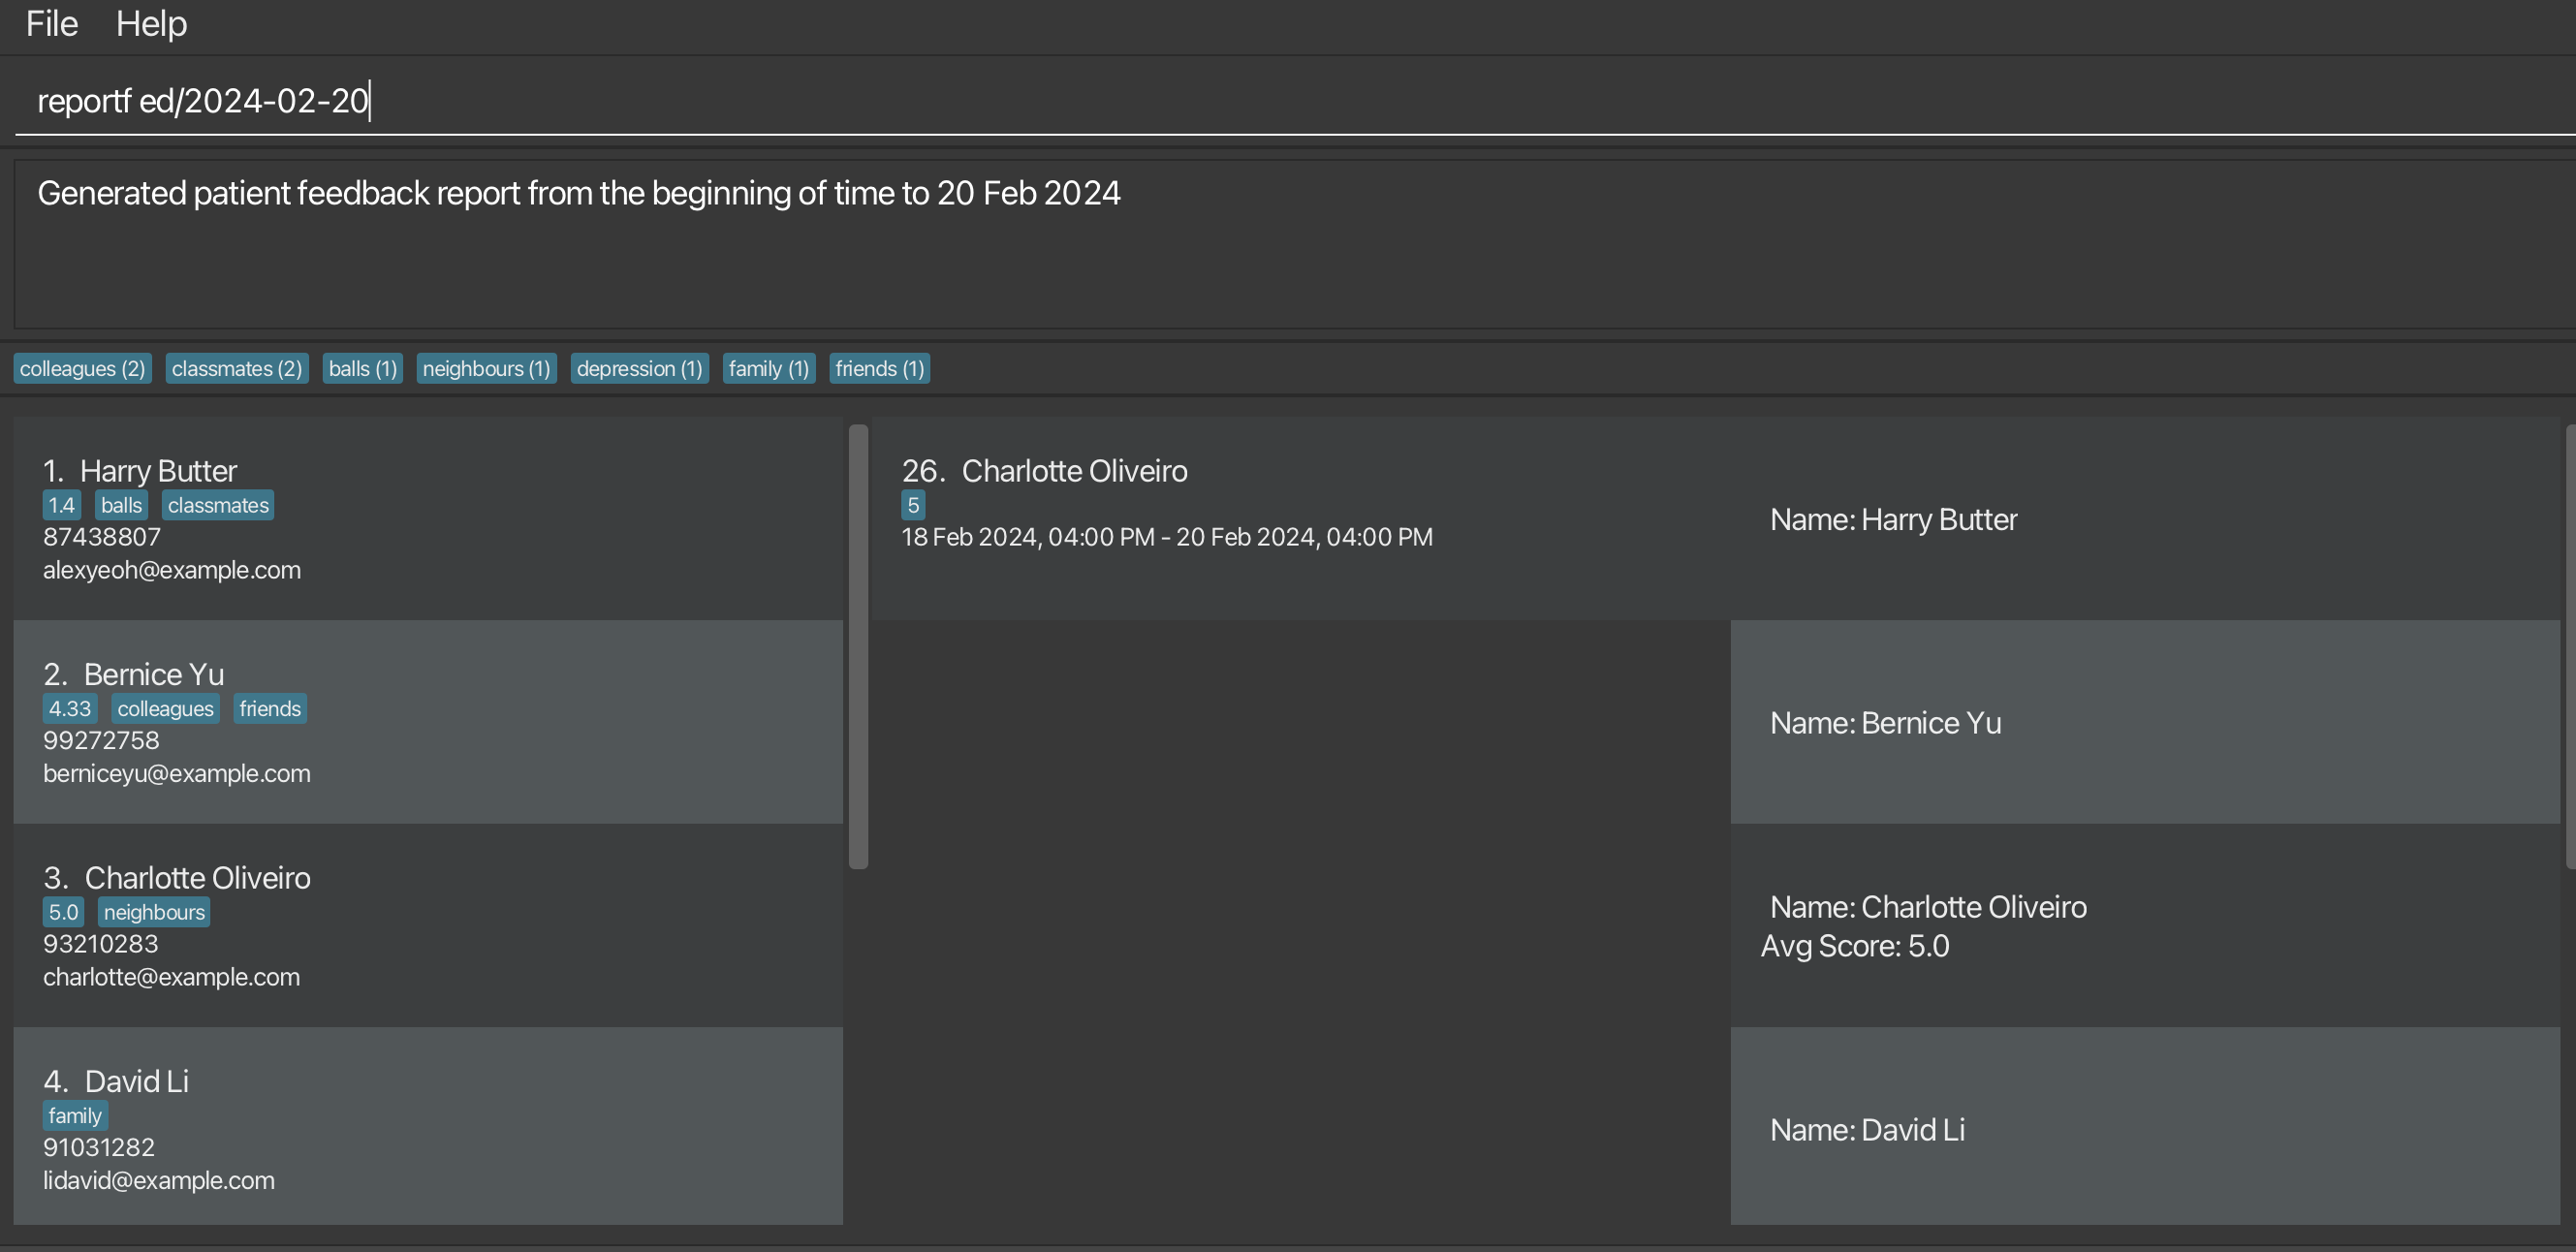 File Help
reportf ed/2024-02-20
Generated patient feedback report from the beginning of time to 20 Feb 2024
colleagues (2) classmates (2) balls (1) neighbours (1) depression (1) family (1) friends (1)
1. Harry Butter
1.4 balls classmates
87438807
alexyeoh@example.com
2. Bernice Yu
4.33 colleagues friends
99272758
berniceyu@example.com
3. Charlotte Oliveiro
5.0 neighbours
93210283
charlotte@example.com
4. David Li
family
91031282
lidavid@example.com
26. Charlotte Oliveiro
5
18 Feb 2024, 04:00 PM - 20 Feb 2024, 04:00 PM
Name: Harry Butter
Name: Bernice Yu
Name: Charlotte Oliveiro
Avg Score: 5.0
Name: David Li